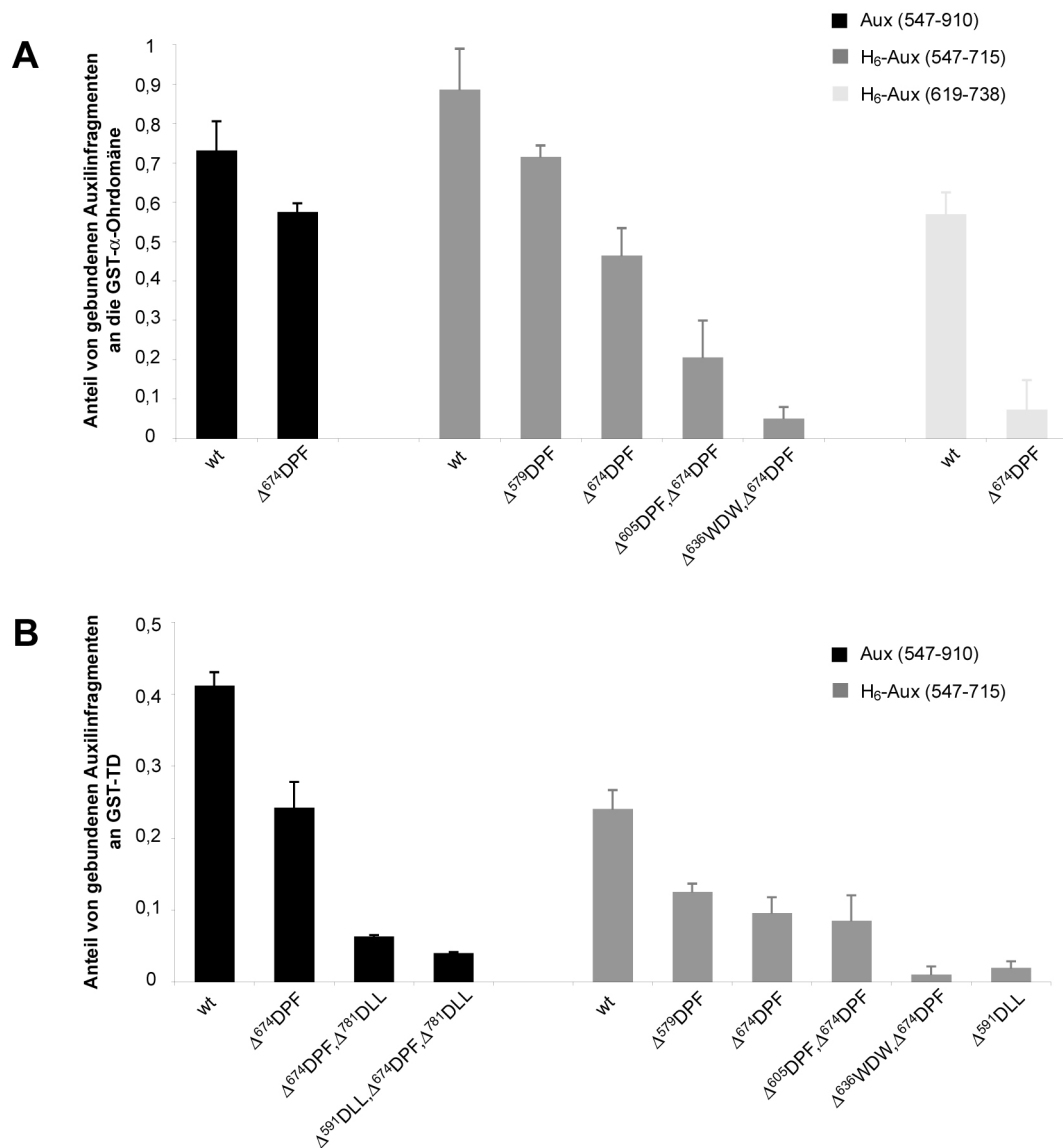 A
Anteil von gebundenen Auxilinfragmenten
an die GST-α-Ohrdomäne
1
0,9
0,8
0,7
0,6
0,5
0,4
0,3
0,2
0,1
0
Aux (547-910)
H₆-Aux (547-715)
H₆-Aux (619-738)
wt
Δ⁶⁷⁴DPF
wt
Δ⁵⁷⁹DPF
Δ⁶⁷⁴DPF
Δ⁶⁰⁵DPF,Δ⁶⁷⁴DPF
Δ⁶³⁶WDW,Δ⁶⁷⁴DPF
wt
Δ⁶⁷⁴DPF
B
Anteil von gebundenen Auxilinfragmenten
an GST-TD
0,5
0,4
0,3
0,2
0,1
0
Aux (547-910)
H₆-Aux (547-715)
wt
Δ⁶⁷⁴DPF
Δ⁶⁷⁴DPF,Δ⁷⁸¹DLL
Δ⁵⁹¹DLL,Δ⁶⁷⁴DPF,Δ⁷⁸¹DLL
wt
Δ⁵⁷⁹DPF
Δ⁶⁷⁴DPF
Δ⁶⁰⁵DPF,Δ⁶⁷⁴DPF
Δ⁶³⁶WDW,Δ⁶⁷⁴DPF
Δ⁵⁹¹DLL